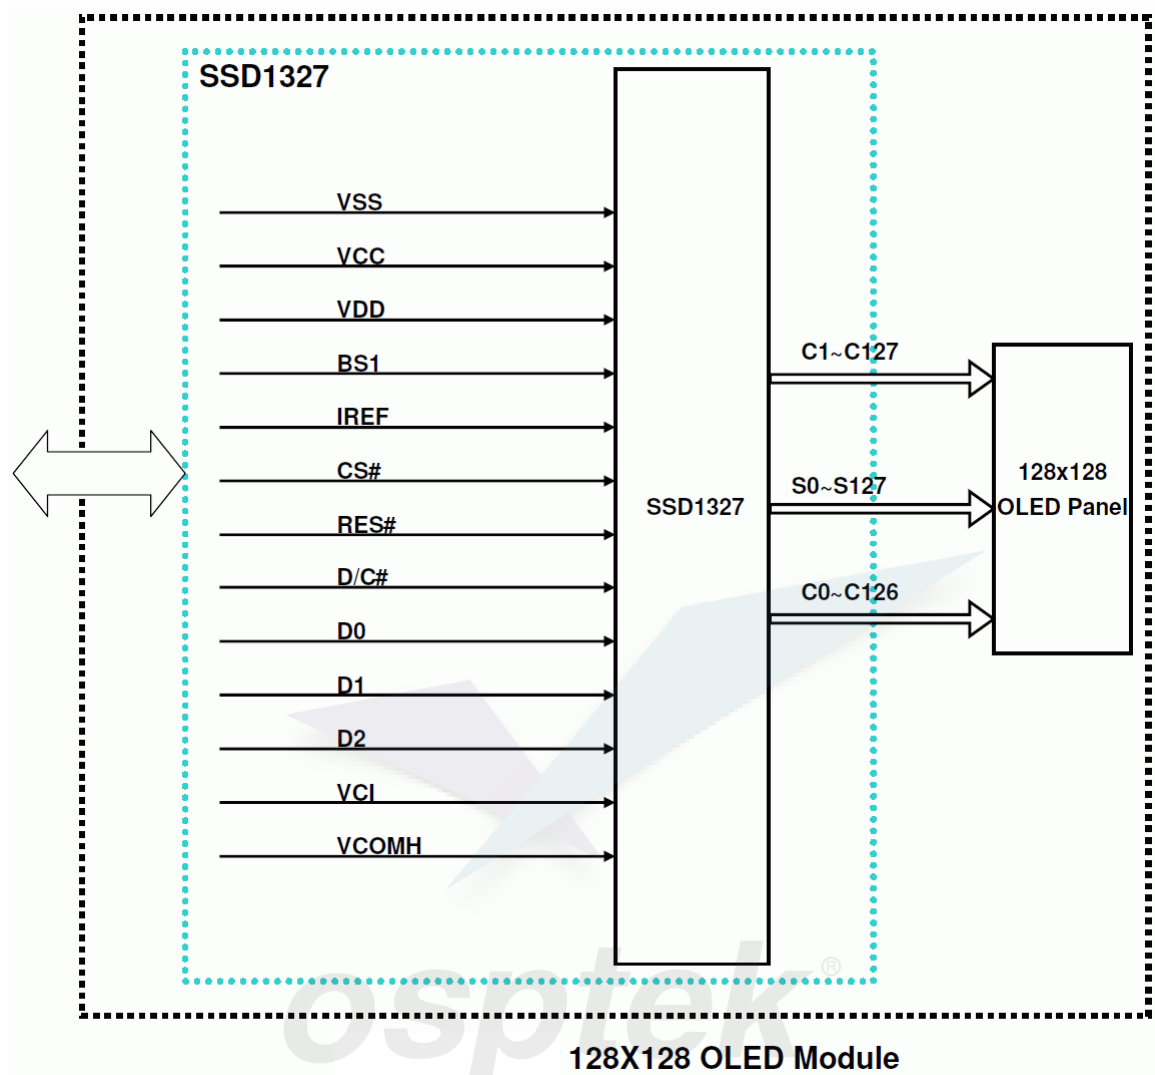 SSD1327
VSS
VCC
VDD
BS1
IREF
CS#
RES#
D/C#
D0
D1
D2
VCI
VCOMH
SSD1327
C1~C127
S0~S127
C0~C126
128x128
OLED Panel
osptek®
128X128 OLED Module